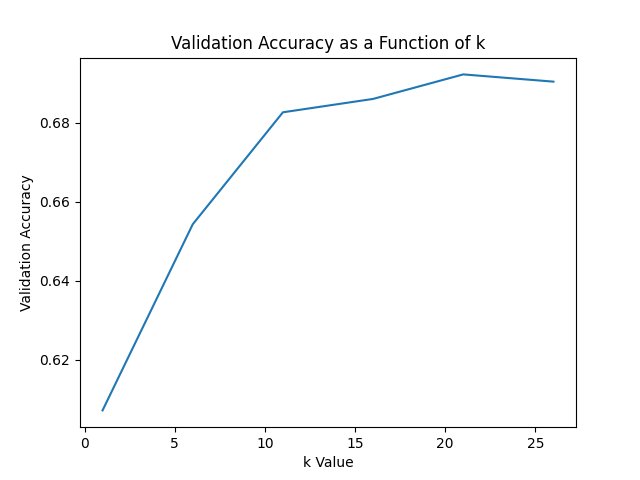 Validation Accuracy as a Function of k
0.68
0.66
0.64
0.62
Validation Accuracy
0 5 10 15 20 25
k Value